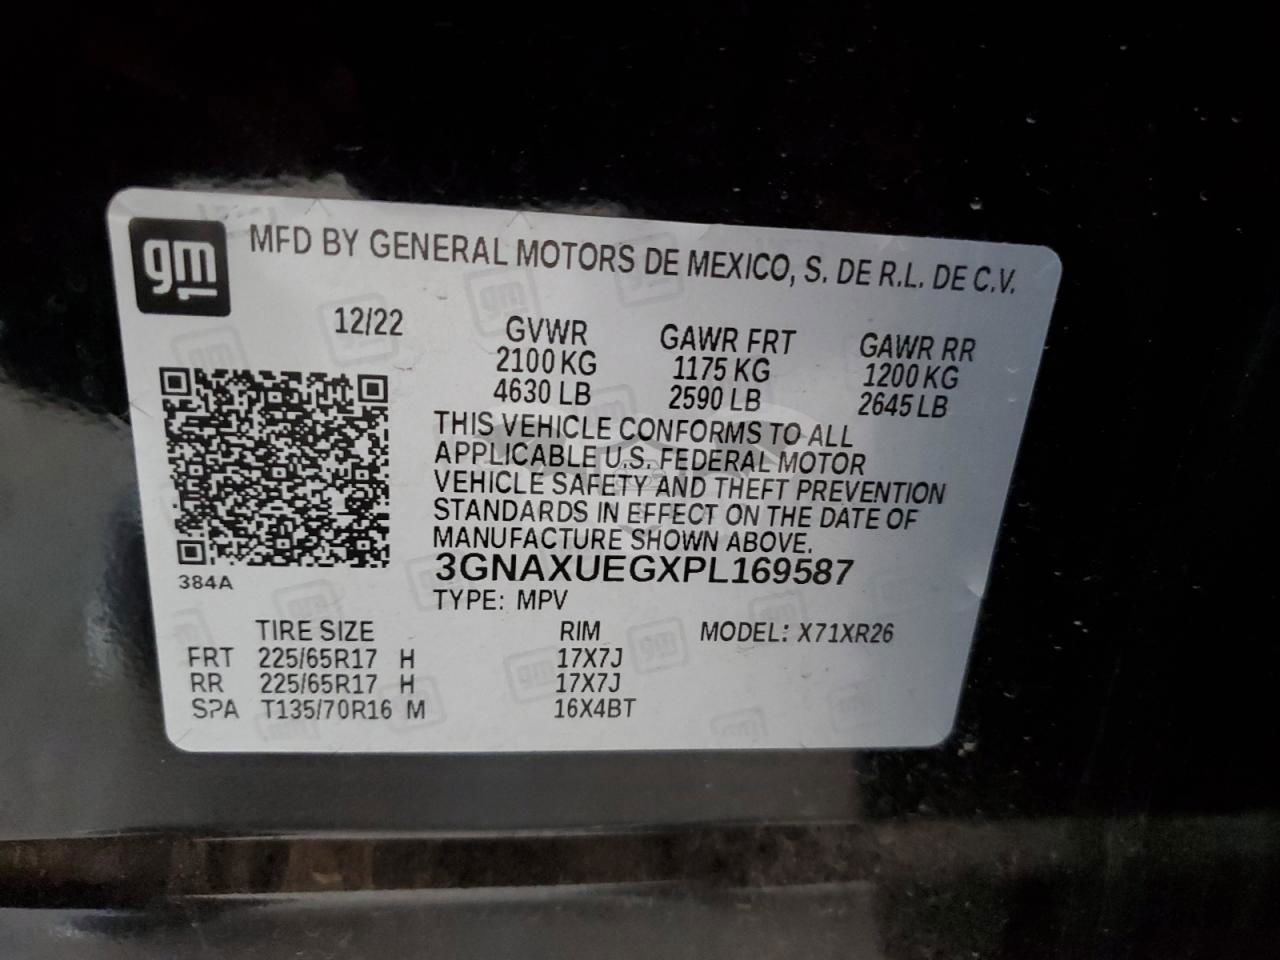 gm
MFD BY GENERAL MOTORS DE MEXICO, S. DE R.L. DE C.V.
12/22 GVWR GAWR FRT GAWR RR
2100 KG 1175 KG 1200 KG
4630 LB 2590 LB 2645 LB
THIS VEHICLE CONFORMS TO ALL
APPLICABLE U.S. FEDERAL MOTOR
VEHICLE SAFETY AND THEFT PREVENTION
STANDARDS IN EFFECT ON THE DATE OF
MANUFACTURE SHOWN ABOVE.
3GNAXUEGXPL169587
384A
TYPE: MPV
TIRE SIZE RIM MODEL: X71XR26
FRT 225/65R17 H 17X7J
RR 225/65R17 H 17X7J
SPA T135/70R16 M 16X4BT